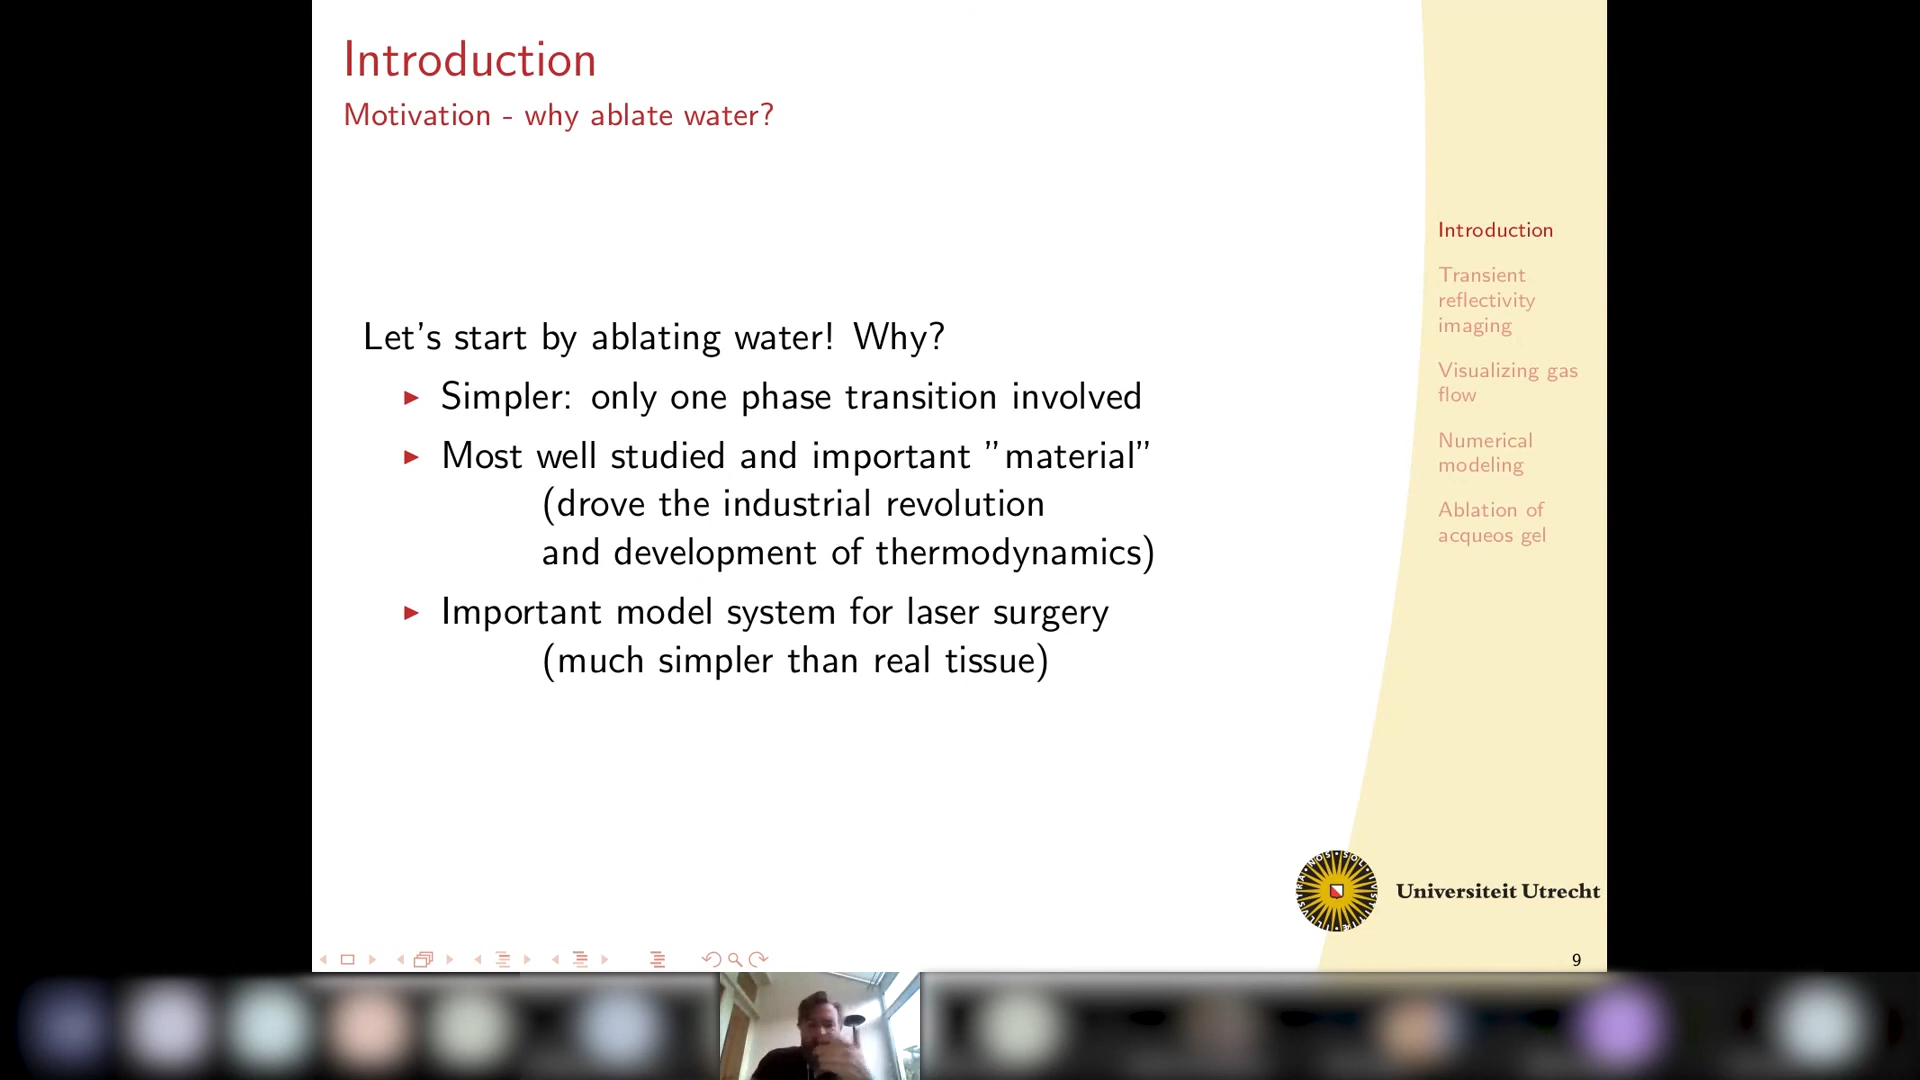 Introduction
Motivation - why ablate water?
Let's start by ablating water! Why?
Simpler: only one phase transition involved
Most well studied and important ”material”
(drove the industrial revolution
and development of thermodynamics)
Important model system for laser surgery
(much simpler than real tissue)
Introduction
Transient
reflectivity
imaging
Visualizing gas
flow
Numerical
modeling
Ablation of
acqueos gel
Universiteit Utrecht
9